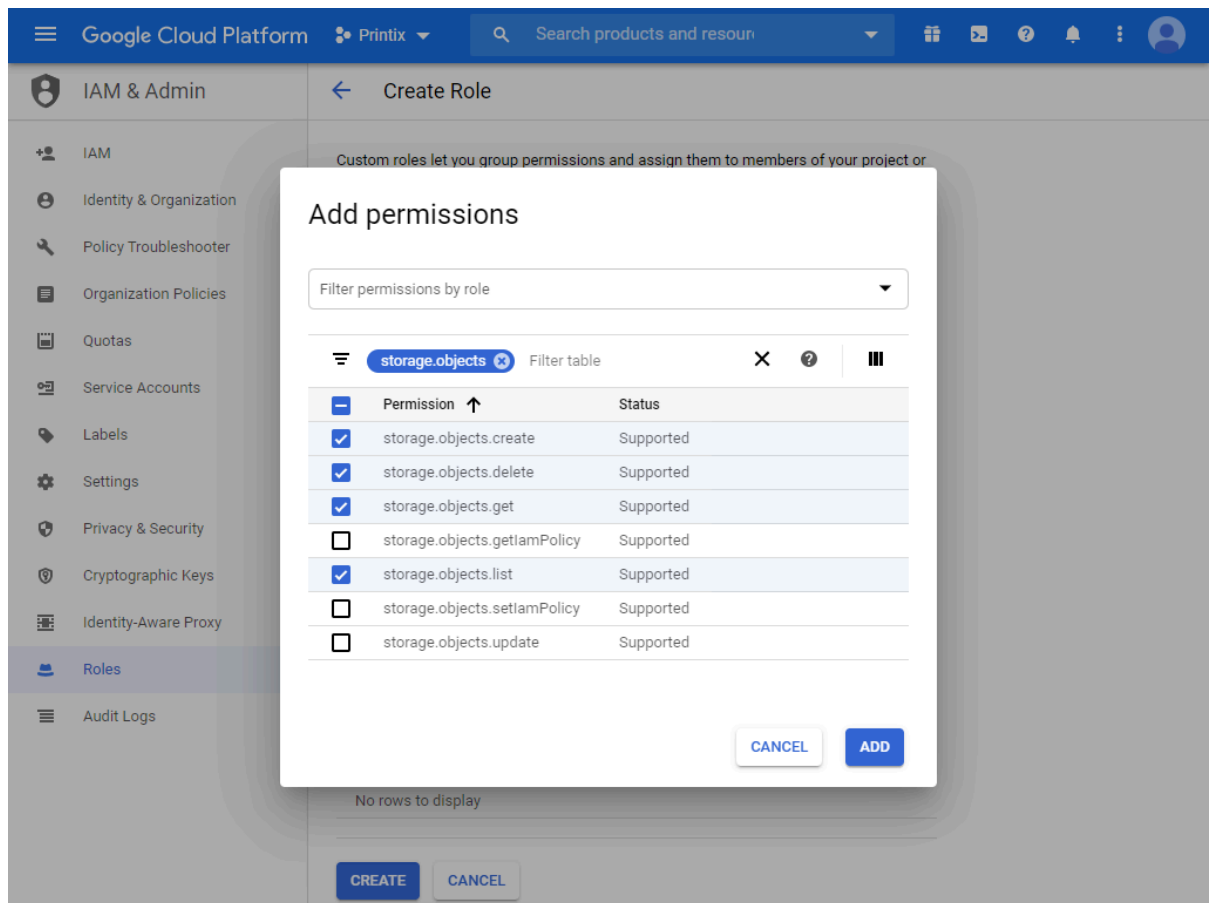 Google Cloud Platform Printix Search products and resour
IAM & Admin
Create Role
IAM
Identity & Organization
Policy Troubleshooter
Organization Policies
Quotas
Service Accounts
Labels
Settings
Privacy & Security
Cryptographic Keys
Identity-Aware Proxy
Roles
Audit Logs
Custom roles let you group permissions and assign them to members of your project or
Add permissions
Filter permissions by role
storage.objects Filter table
Permission Status
storage.objects.create Supported
storage.objects.delete Supported
storage.objects.get Supported
storage.objects.getIamPolicy Supported
storage.objects.list Supported
storage.objects.setIamPolicy Supported
storage.objects.update Supported
CANCEL ADD
No rows to display
CREATE CANCEL